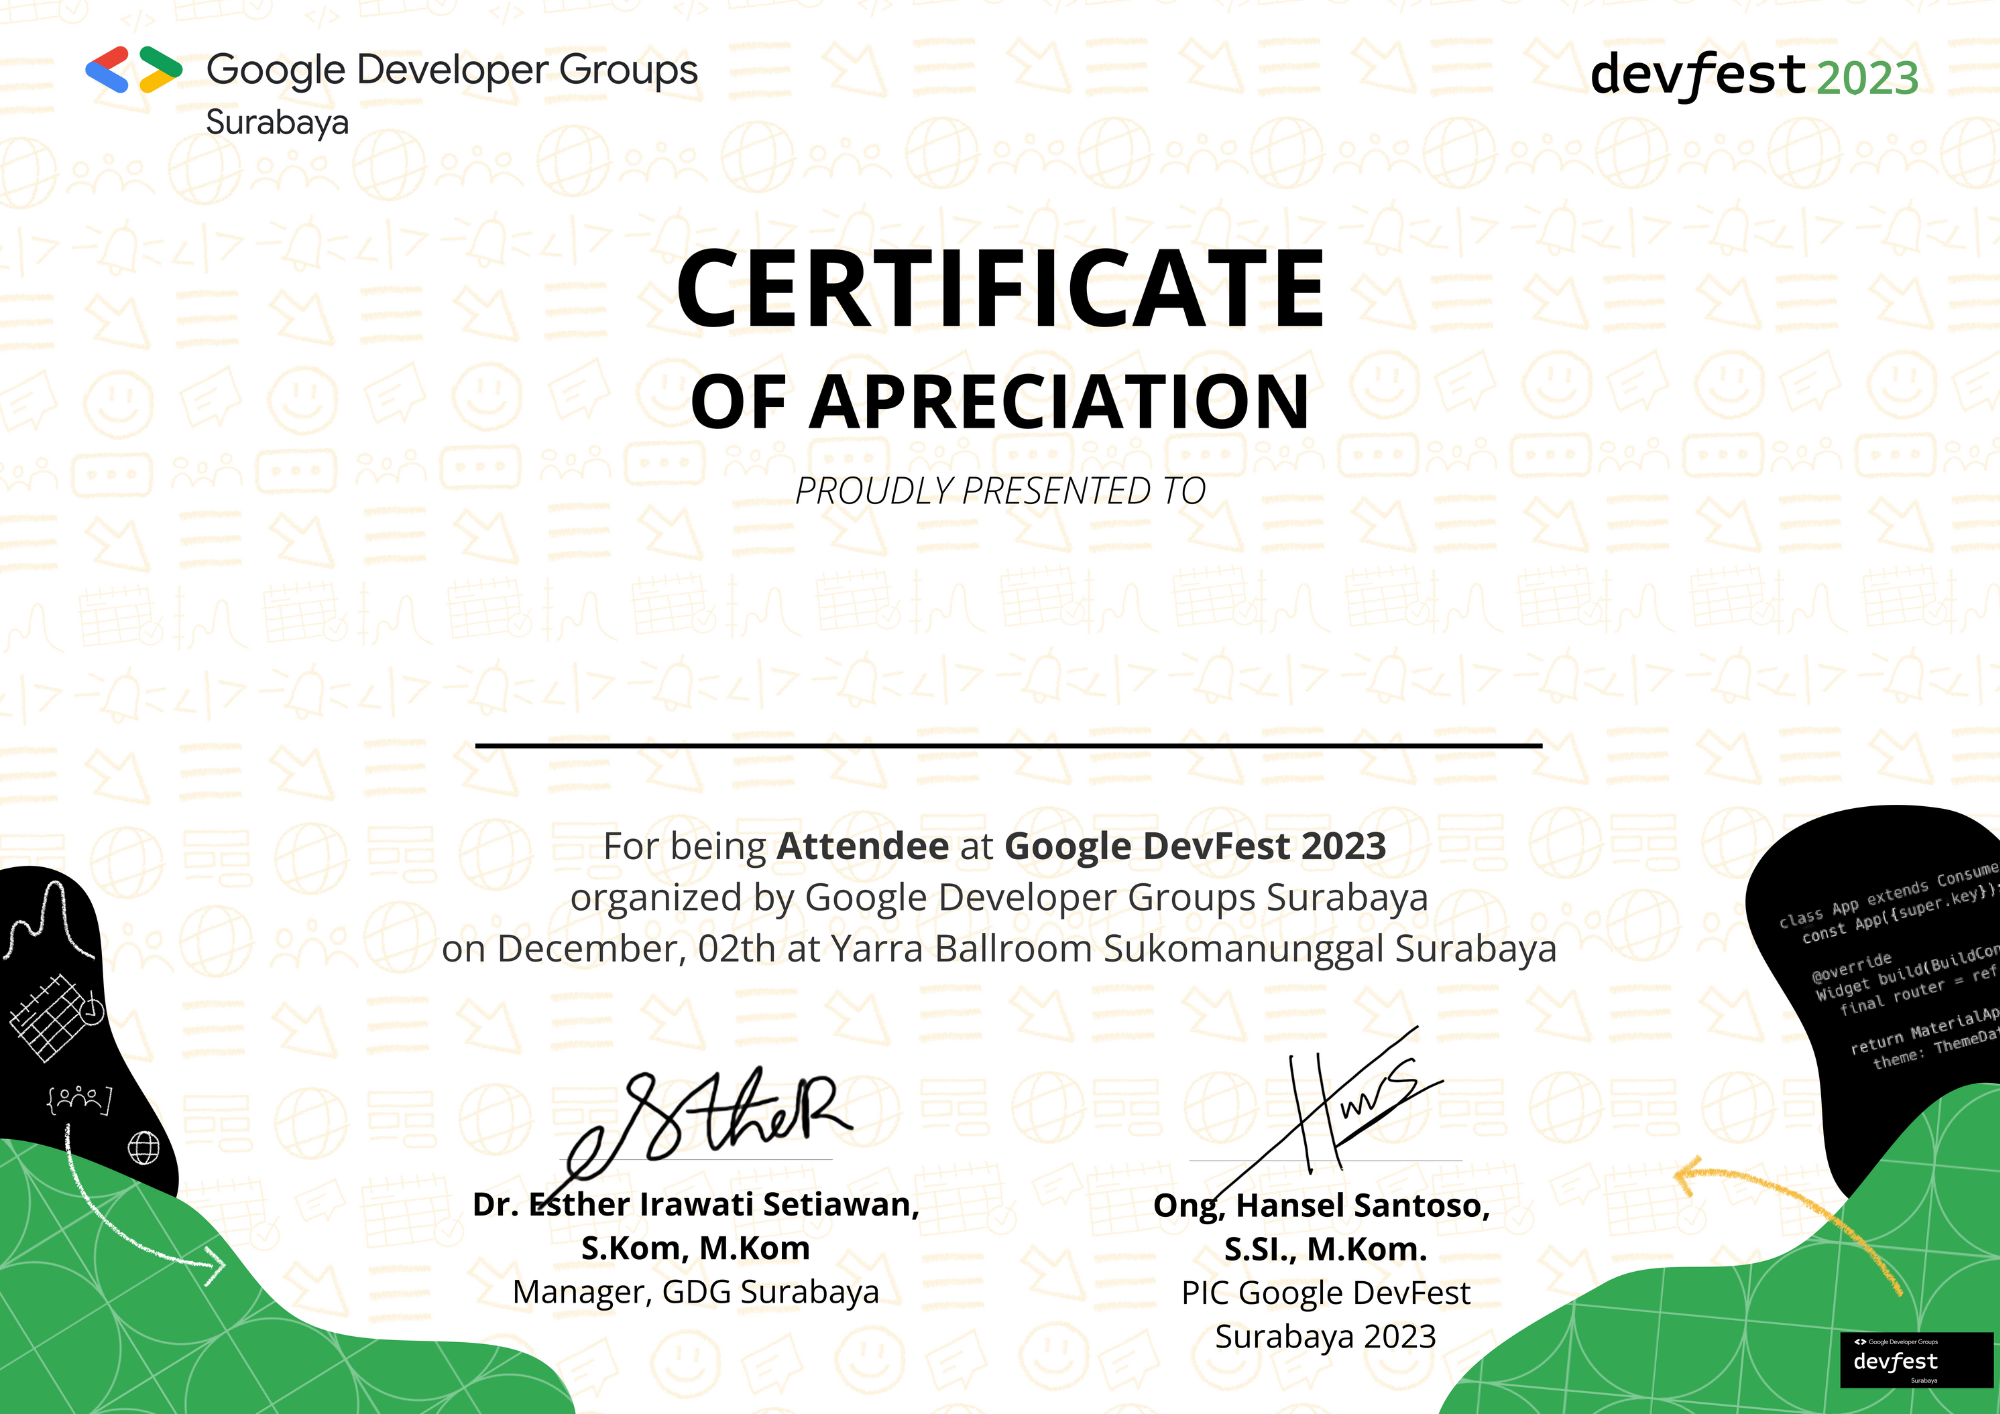 Google Developer Groups
Surabaya
devfest 2023
CERTIFICATE
OF APRECIATION
PROUDLY PRESENTED TO
For being Attendee at Google DevFest 2023
organized by Google Developer Groups Surabaya
on December, 02th at Yarra Ballroom Sukomanunggal Surabaya
class App extends Consume
const App({super.key});
@override
Widget build(BuildCon
final router = ref
return MaterialAp
theme: ThemeDa
Esther
Dr. Esther Irawati Setiawan,
S.Kom, M.Kom
Manager, GDG Surabaya
Ong, Hansel Santoso,
S.SI., M.Kom.
PIC Google DevFest
Surabaya 2023
Google Developer Groups
devfest
Surabaya